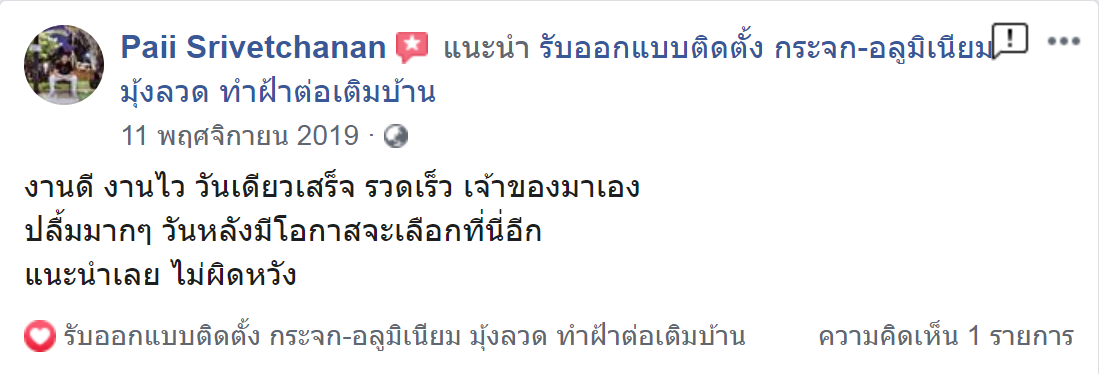 Paii Srivetchanan แนะนำ รับออกแบบติดตั้ง กระจก-อลูมิเนียม
มุ้งลวด ทำฝ้าต่อเติมบ้าน
11 พฤศจิกายน 2019 ·
งานดี งานไว วันเดียวเสร็จ รวดเร็ว เจ้าของมาเอง
ปลื้มมากๆ วันหลังมีโอกาสจะเลือกที่นี่อีก
แนะนำเลย ไม่ผิดหวัง
รับออกแบบติดตั้ง กระจก-อลูมิเนียม มุ้งลวด ทำฝ้าต่อเติมบ้าน ความคิดเห็น 1 รายการ